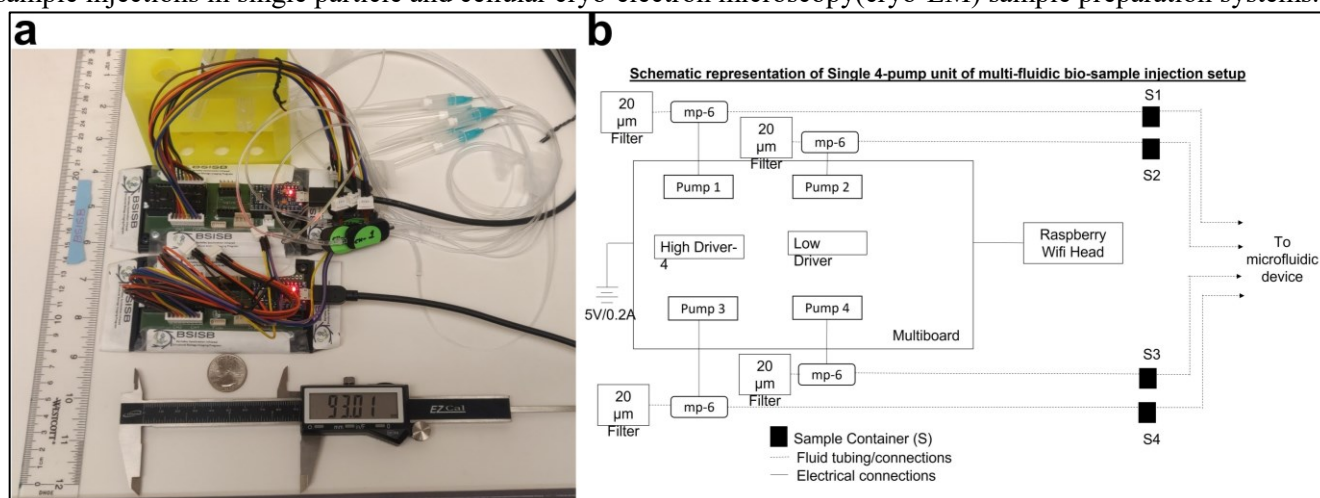 sample injections in single particle and cellular cryo-electron microscopy(cryo-EM) sample preparation systems.
a
b
BSISB
BSISB
BSISB
BSISB
WESTCOTT
93.01
mm
EZ Cal
Schematic representation of Single 4-pump unit of multi-fluidic bio-sample injection setup
20
µm
Filter
mp-6
20
µm
Filter
mp-6
S1
S2
Pump 1
Pump 2
High Driver-
4
Low
Driver
Raspberry
Wifi Head
To
microfluidic
device
5V/0.2A
Pump 3
Pump 4
Multiboard
20
µm
Filter
mp-6
20
µm
Filter
mp-6
S3
S4
Sample Container (S)
Fluid tubing/connections
Electrical connections